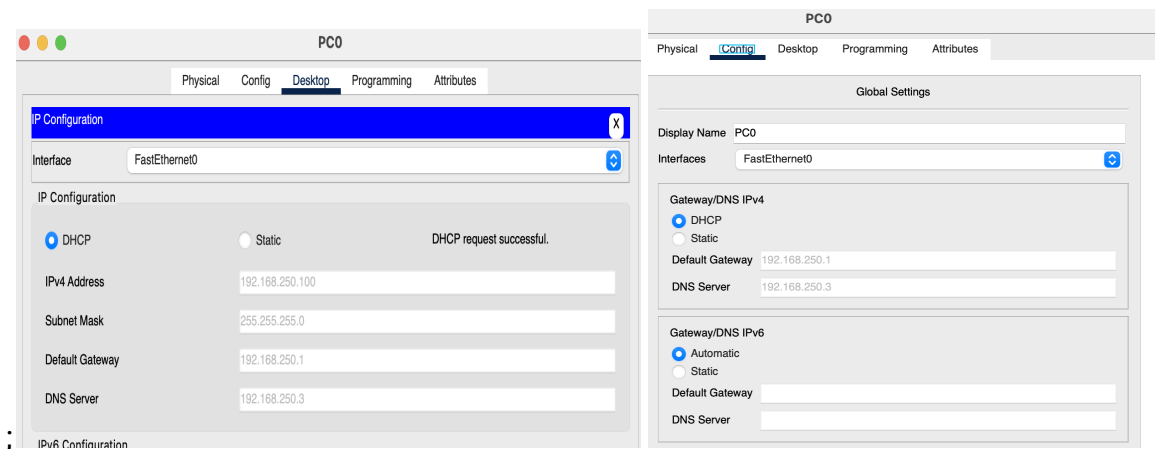 PC0
Physical Config Desktop Programming Attributes
IP Configuration
X
Interface FastEthernet0
IP Configuration
DHCP Static DHCP request successful.
IPv4 Address 192.168.250.100
Subnet Mask 255.255.255.0
Default Gateway 192.168.250.1
DNS Server 192.168.250.3
IPv6 Configuration
;
PC0
Physical Config Desktop Programming Attributes
Global Settings
Display Name PC0
Interfaces FastEthernet0
Gateway/DNS IPv4
DHCP
Static
Default Gateway 192.168.250.1
DNS Server 192.168.250.3
Gateway/DNS IPv6
Automatic
Static
Default Gateway
DNS Server